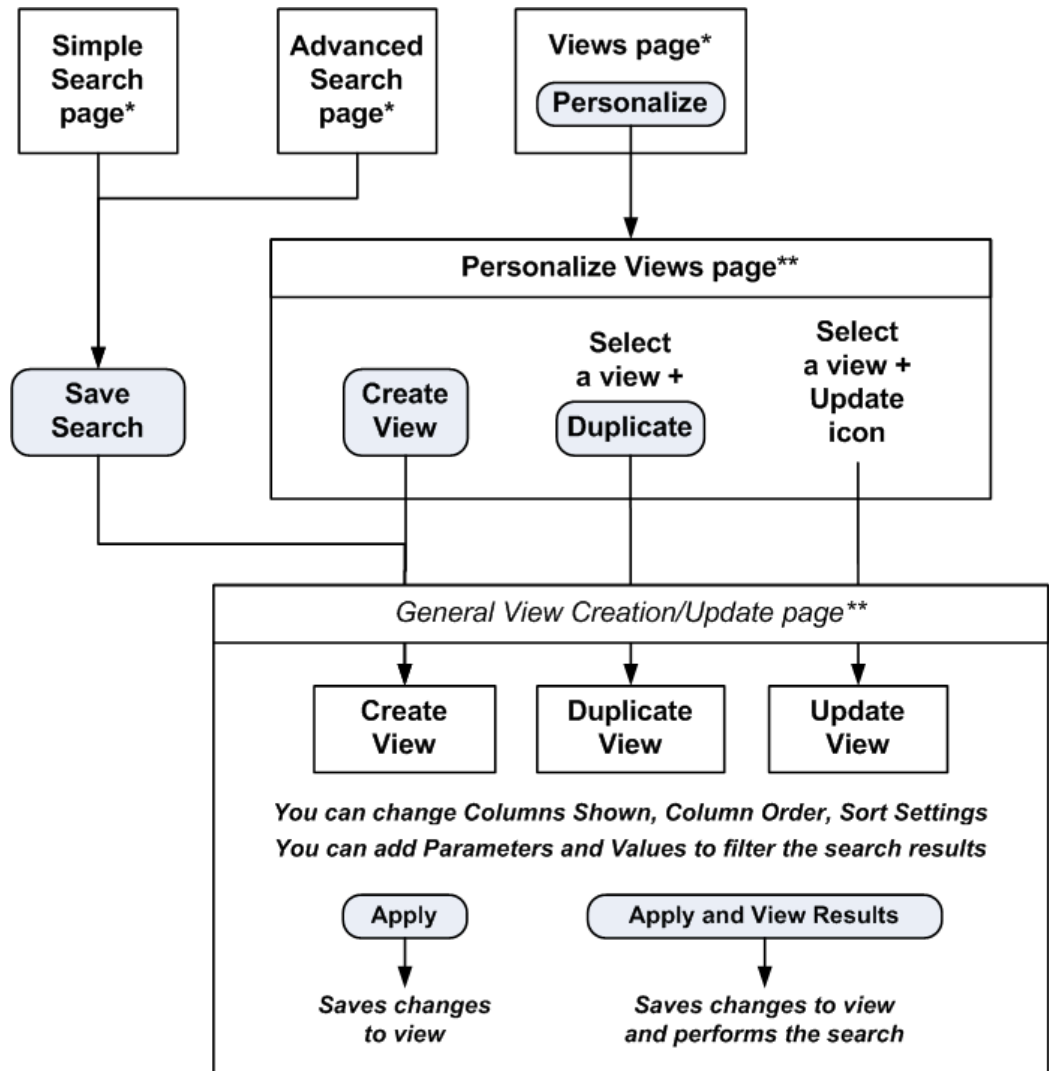 Simple
Search
page*
Advanced
Search
page*
Views page*
Personalize
Personalize Views page**
Save
Search
Create
View
Select
a view +
Duplicate
Select
a view +
Update
icon
General View Creation/Update page**
Create
View
Duplicate
View
Update
View
You can change Columns Shown, Column Order, Sort Settings
You can add Parameters and Values to filter the search results
Apply
Apply and View Results
Saves changes
to view
Saves changes to view
and performs the search